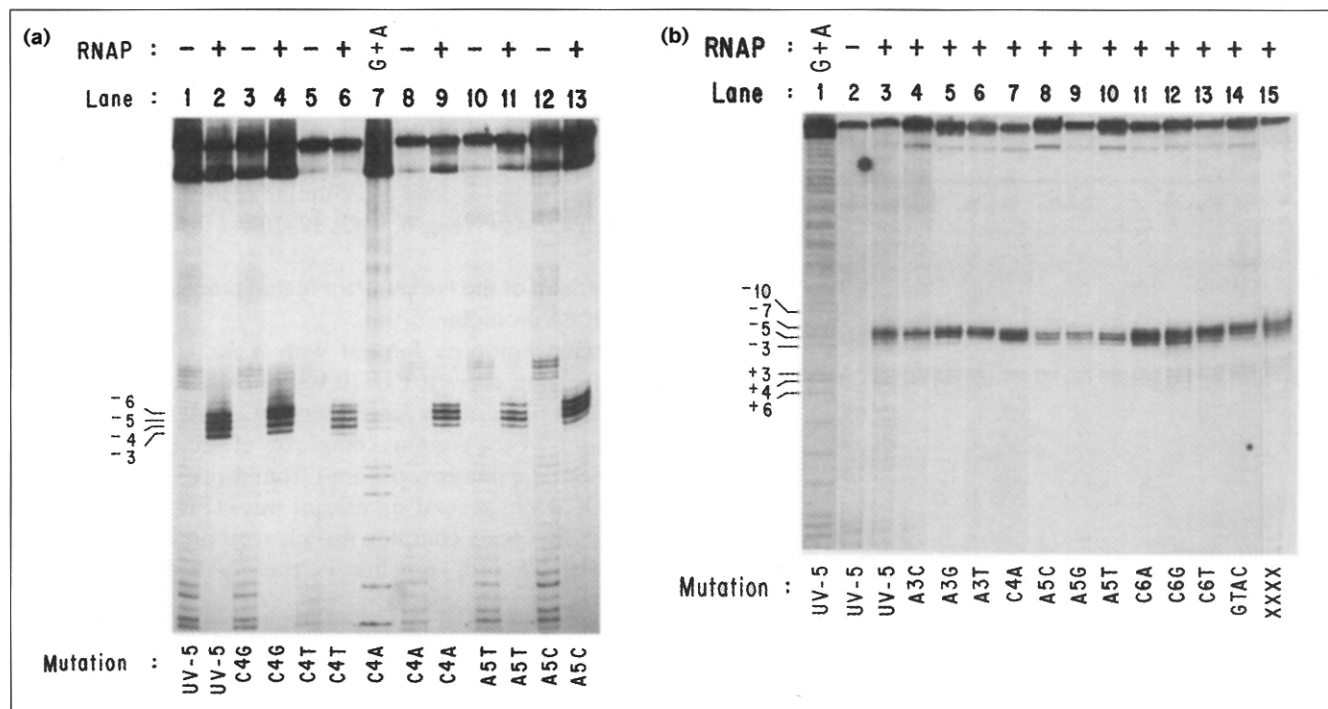 (a)
RNAP : − + − + − + G+A − + − + − +
Lane : 1 2 3 4 5 6 7 8 9 10 11 12 13
-6
-5
-4
-3
Mutation : UV-5 UV-5 C4G C4G C4T C4T C4A C4A C4A A5T A5T A5C A5C
(b)
RNAP : G+A − + + + + + + + + + + + + +
Lane : 1 2 3 4 5 6 7 8 9 10 11 12 13 14 15
-10
-7
-5
-3
+3
+4
+6
Mutation : UV-5 UV-5 UV-5 A3C A3G A3T C4A A5C A5G A5T C6A C6G C6T GTAC XXXX